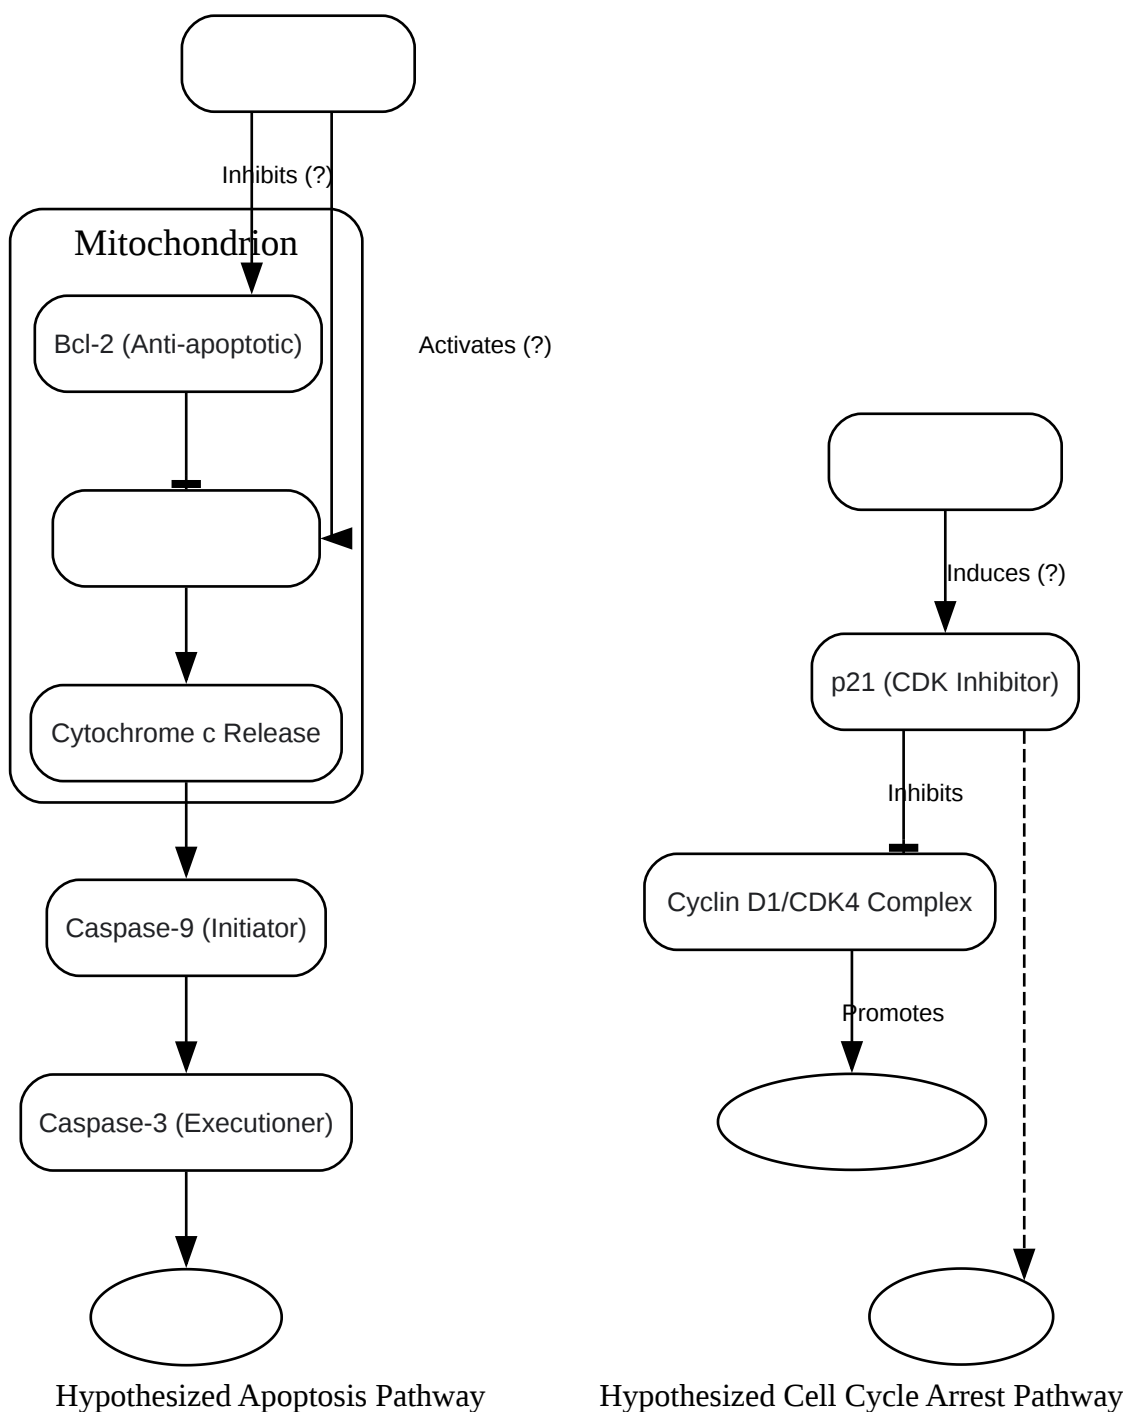 Inhibits (?)
Mitochondrion
Bcl-2 (Anti-apoptotic)
Activates (?)
Induces (?)
p21 (CDK Inhibitor)
Cytochrome c Release
Inhibits
Cyclin D1/CDK4 Complex
Caspase-9 (Initiator)
Promotes
Caspase-3 (Executioner)
Hypothesized Apoptosis Pathway
Hypothesized Cell Cycle Arrest Pathway